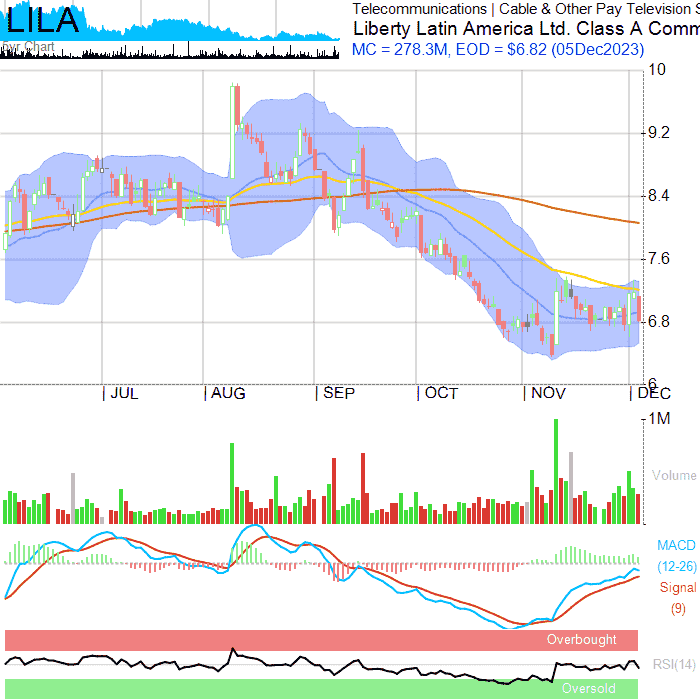 LILA
Telecommunications | Cable & Other Pay Television S
Liberty Latin America Ltd. Class A Comm
MC = 278.3M, EOD = $6.82 (05Dec2023)
Chart
10
9.2
8.4
7.6
6.8
6
JUL AUG SEP OCT NOV DEC
1M
Volume
MACD
(12-26)
Signal
(9)
Overbought
RSI(14)
Oversold